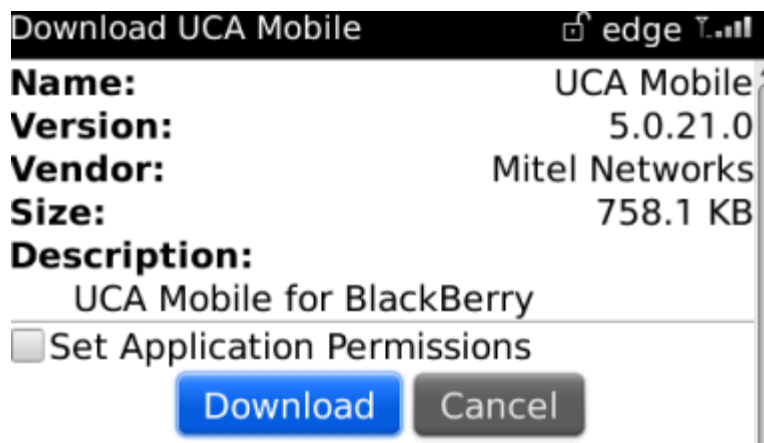 Download UCA Mobile edge
Name: UCA Mobile
Version: 5.0.21.0
Vendor: Mitel Networks
Size: 758.1 KB
Description:
UCA Mobile for BlackBerry
Set Application Permissions
Download Cancel